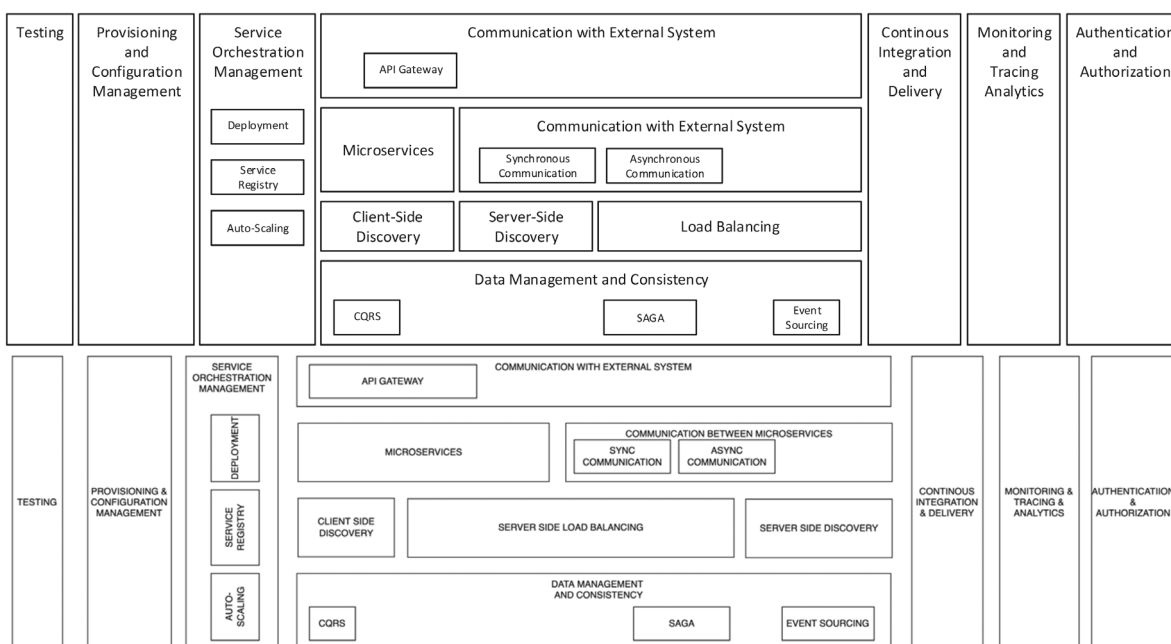 Testing
Provisioning
and
Configuration
Management
Service
Orchestration
Management
Deployment
Service
Registry
Auto-Scaling
Communication with External System
API Gateway
Microservices
Communication with External System
Synchronous
Communication
Asynchronous
Communication
Client-Side
Discovery
Server-Side
Discovery
Load Balancing
Data Management and Consistency
CQRS
SAGA
Event
Sourcing
Continous
Integration
and
Delivery
Monitoring
and
Tracing
Analytics
Authentication
and
Authorization
TESTING
PROVISIONING &
CONFIGURATION
MANAGEMENT
SERVICE
ORCHESTRATION
MANAGEMENT
DEPLOYMENT
SERVICE
REGISTRY
AUTO-
SCALING
COMMUNICATION WITH EXTERNAL SYSTEM
API GATEWAY
MICROSERVICES
COMMUNICATION BETWEEN MICROSERVICES
SYNC
COMMUNICATION
ASYNC
COMMUNICATION
CLIENT SIDE
DISCOVERY
SERVER SIDE LOAD BALANCING
SERVER SIDE DISCOVERY
DATA MANAGEMENT
AND CONSISTENCY
CQRS
SAGA
EVENT SOURCING
CONTINOUS
INTEGRATION
& DELIVERY
MONITORING &
TRACING &
ANALYTICS
AUTHENTICATION
&
AUTHORIZATION